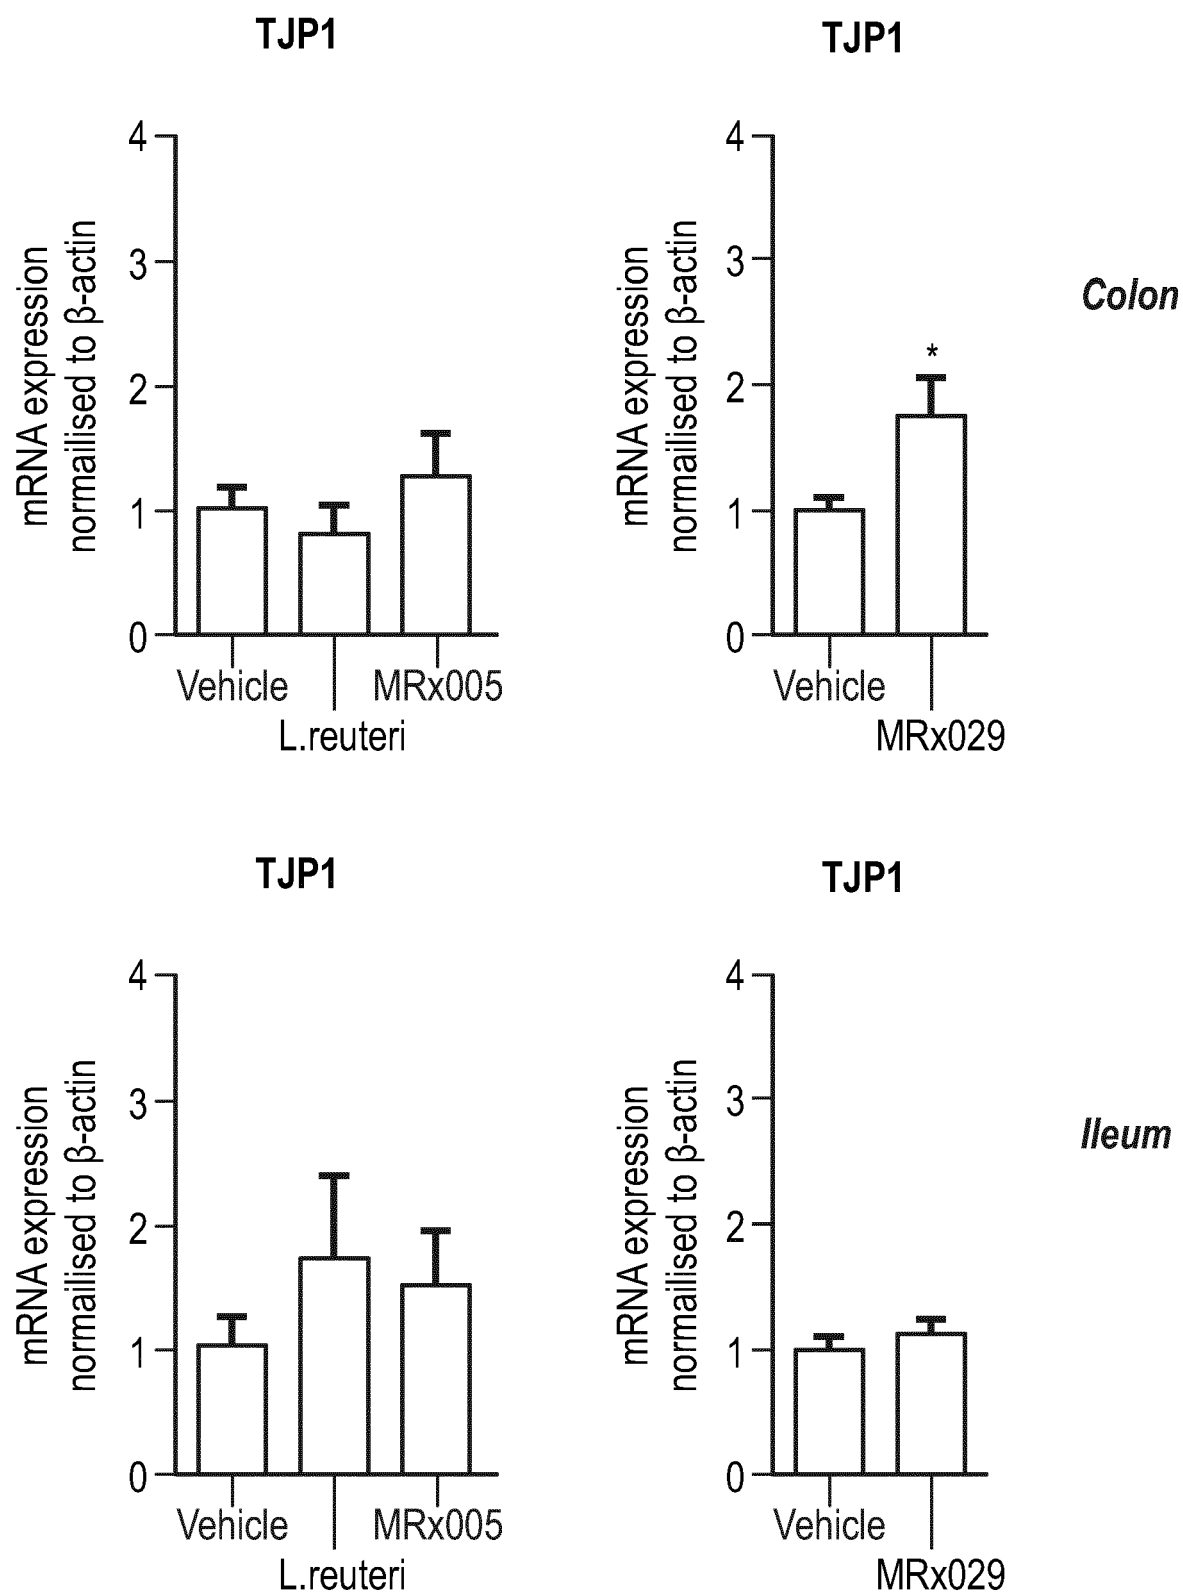 TJP1
mRNA expression
normailised to β-actin
4
3
2
1
0
Vehicle
L.reuteri
MRx005
TJP1
mRNA expression
normailised to β-actin
4
3
2
1
0
*
Vehicle
MRx029
Colon
TJP1
mRNA expression
normailised to β-actin
4
3
2
1
0
Vehicle
L.reuteri
MRx005
TJP1
mRNA expression
normailised to β-actin
4
3
2
1
0
Vehicle
MRx029
Ileum